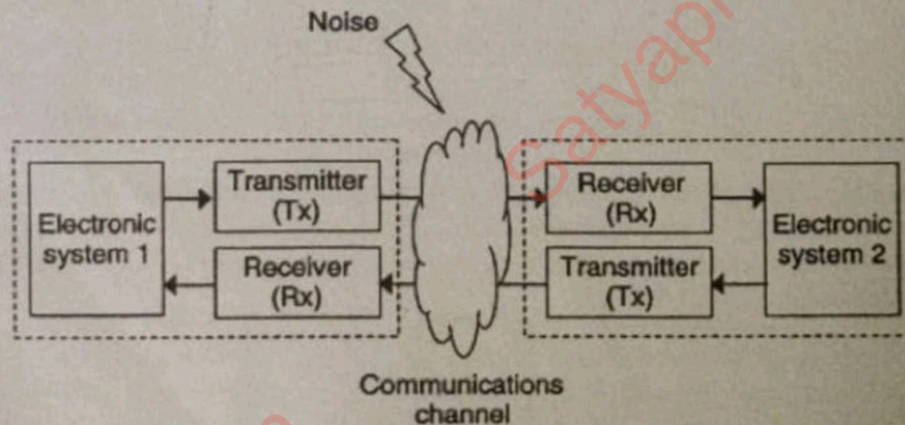 Noise
Electronic
system 1
Transmitter
(Tx)
Receiver
(Rx)
Receiver
(Rx)
Transmitter
(Tx)
Electronic
system 2
Communications
channel